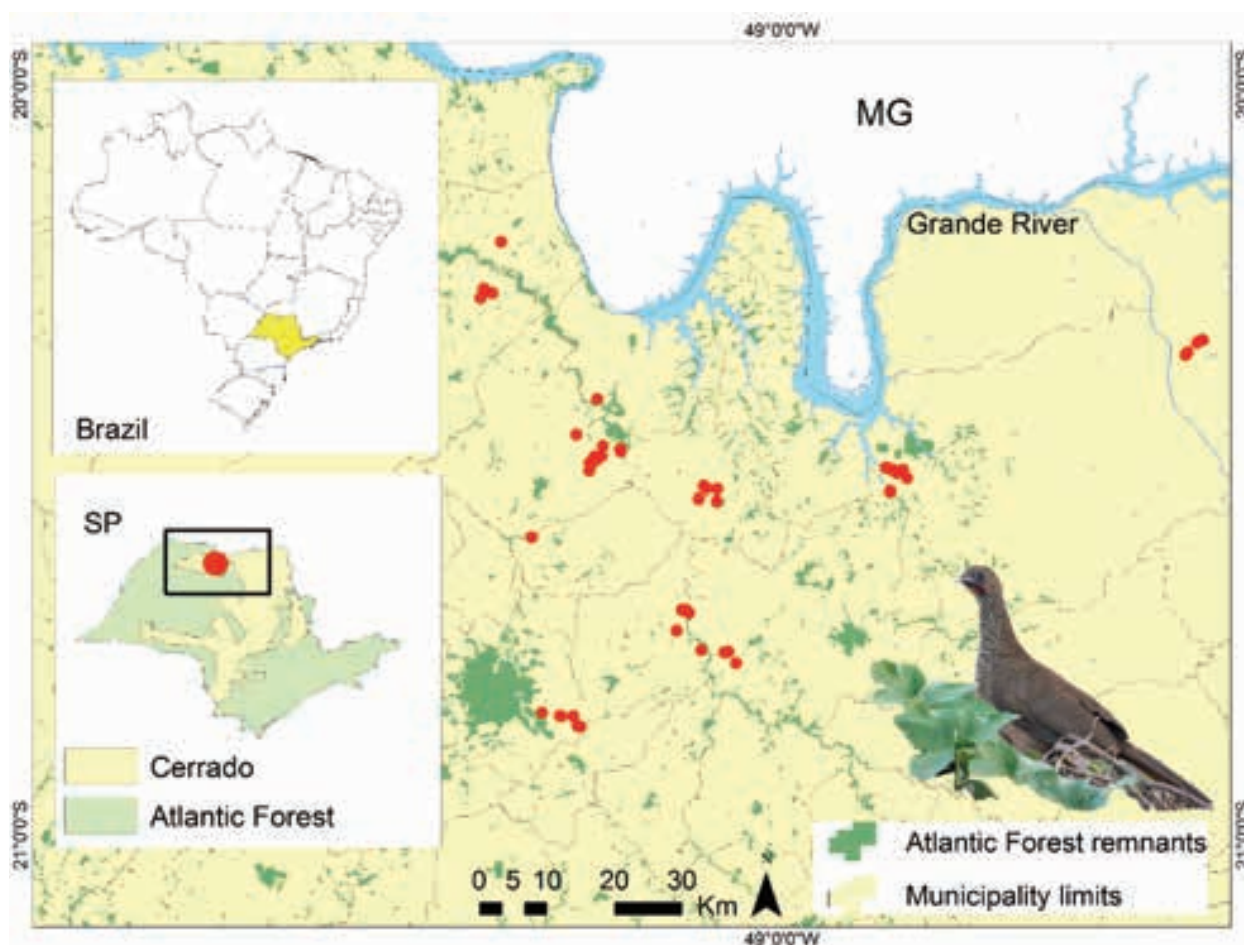 49°0'0"W
20°0'0"S
20°0'0"S
MG
Grande River
Brazil
SP
Cerrado
Atlantic Forest
21°0'0"S
21°0'0"S
Atlantic Forest remnants
Municipality limits
0 5 10 20 30
Km
N
49°0'0"W